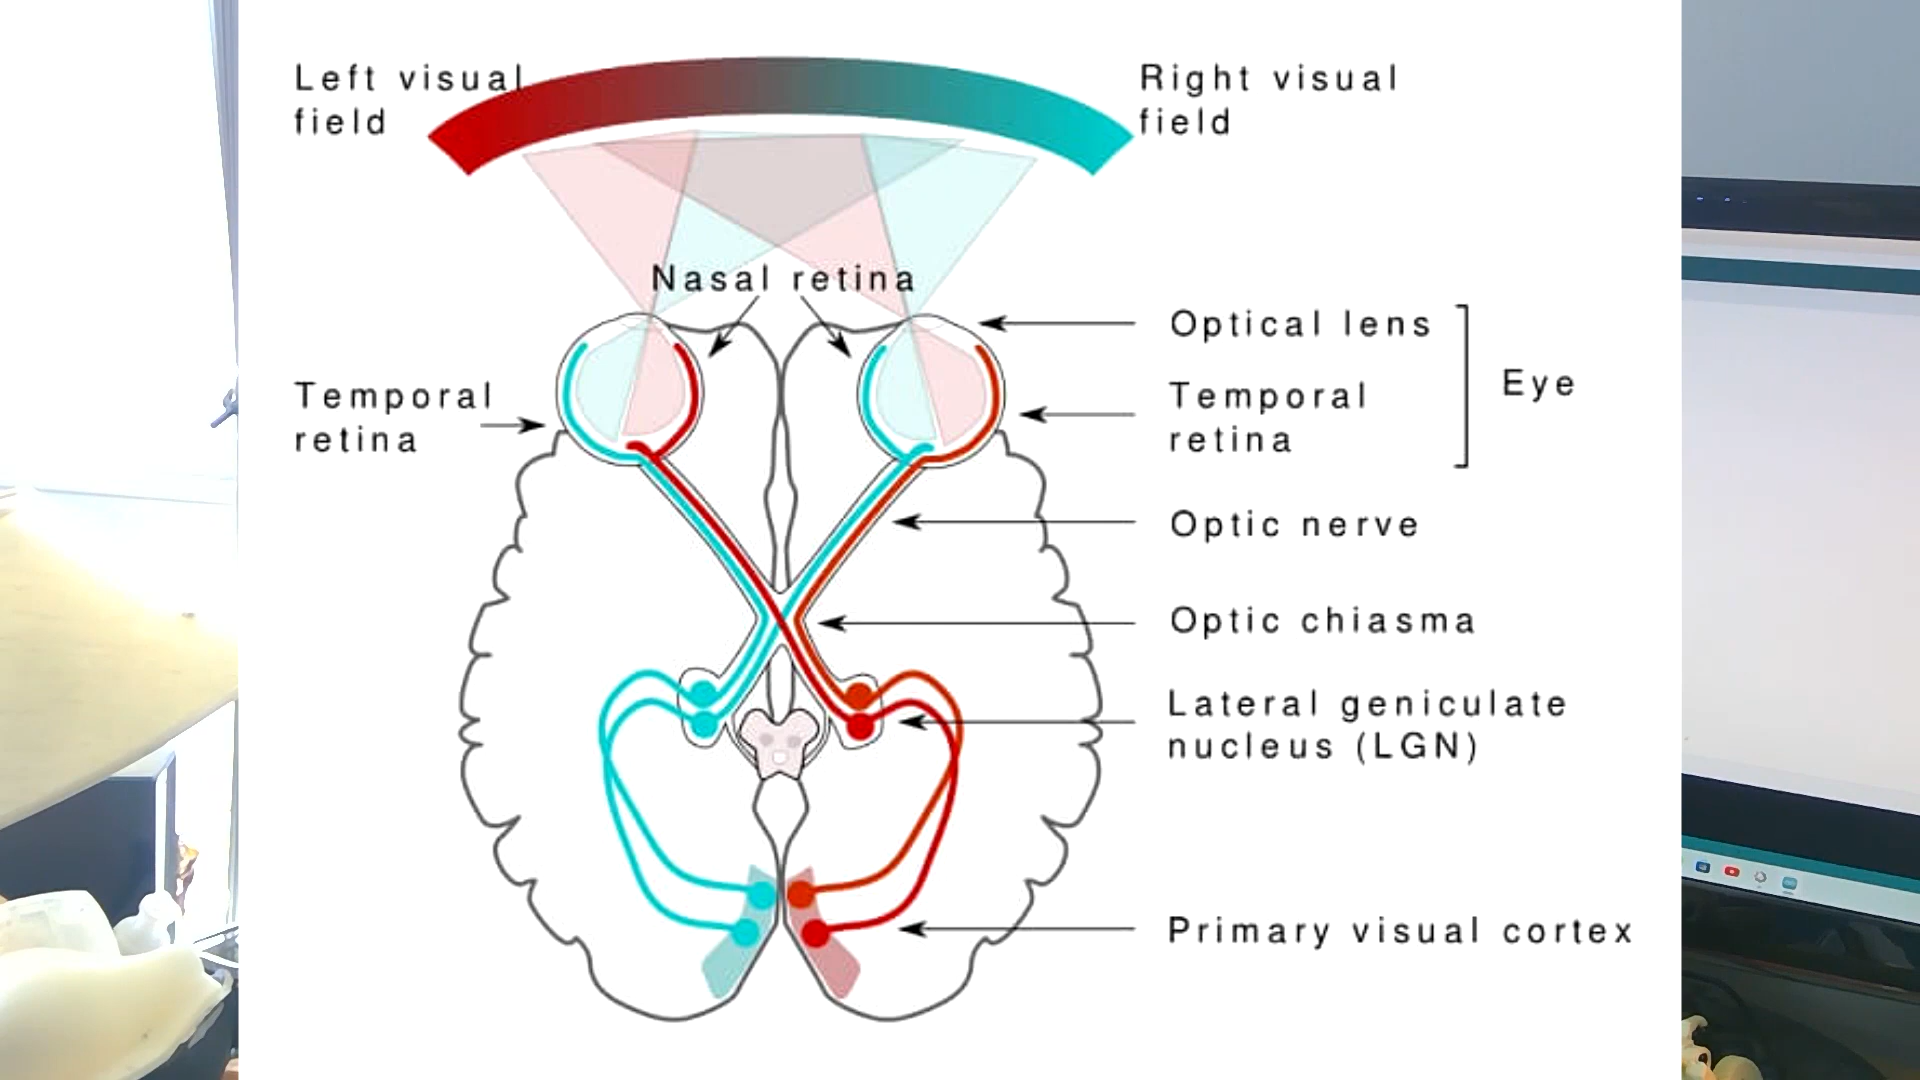 Left visual
field
Right visual
field
Nasal retina
Optical lens
Eye
Temporal
retina
Temporal
retina
Optic nerve
Optic chiasma
Lateral geniculate
nucleus (LGN)
Primary visual cortex